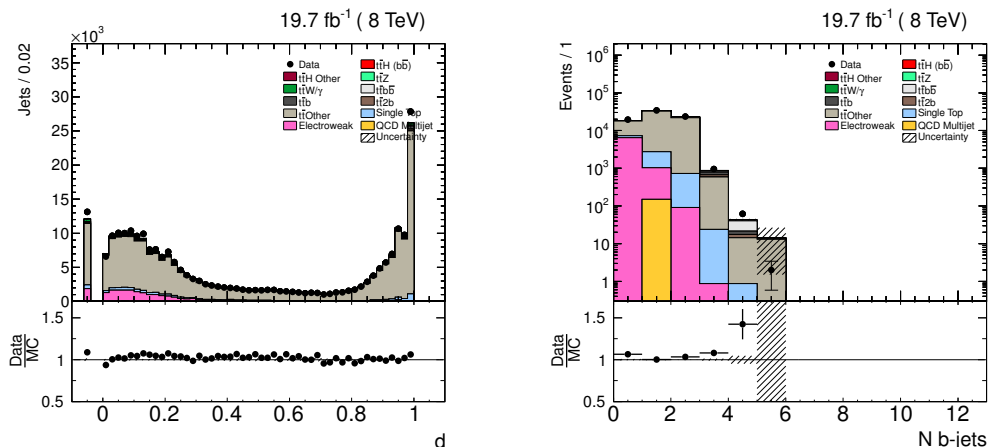 19.7 fb⁻¹ ( 8 TeV)
×10³
Jets / 0.02
35
30
25
20
15
10
5
0
Data
tt̄H Other
tt̄W/γ
tt̄b
tt̄Other
Electroweak
tt̄H (bb̄)
tt̄Z
tt̄bb̄
tt̄2b
Single Top
QCD Multijet
Uncertainty
Data
MC
1.5
1
0.5
0 0.2 0.4 0.6 0.8 1
d
19.7 fb⁻¹ ( 8 TeV)
Events / 1
10⁶
10⁵
10⁴
10³
10²
10
1
Data
tt̄H Other
tt̄W/γ
tt̄b
tt̄Other
Electroweak
tt̄H (bb̄)
tt̄Z
tt̄bb̄
tt̄2b
Single Top
QCD Multijet
Uncertainty
Data
MC
1.5
1
0.5
0 2 4 6 8 10 12
N b-jets